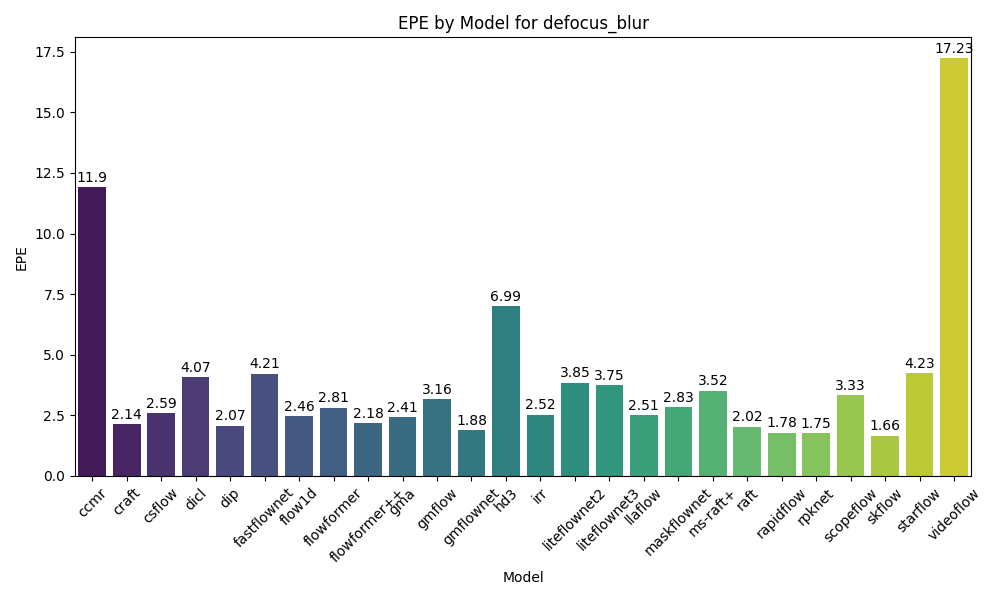 EPE by Model for defocus_blur
17.5
15.0
12.5
10.0
7.5
5.0
2.5
0.0
EPE
11.9
2.14
2.59
4.07
2.07
4.21
2.46
2.81
2.18
2.41
3.16
1.88
6.99
2.52
3.85
3.75
2.51
2.83
3.52
2.02
1.78
1.75
3.33
1.66
4.23
17.23
ccmr
craft
csflow
dicl
dip
fastflownet
flow1d
flowformer
flowformer++
gma
gmflow
gmflownet
hd3
irr
liteflownet2
liteflownet3
llaflow
maskflownet
ms-raft+
raft
rapidflow
rpknet
scopeflow
skflow
starflow
videoflow
Model